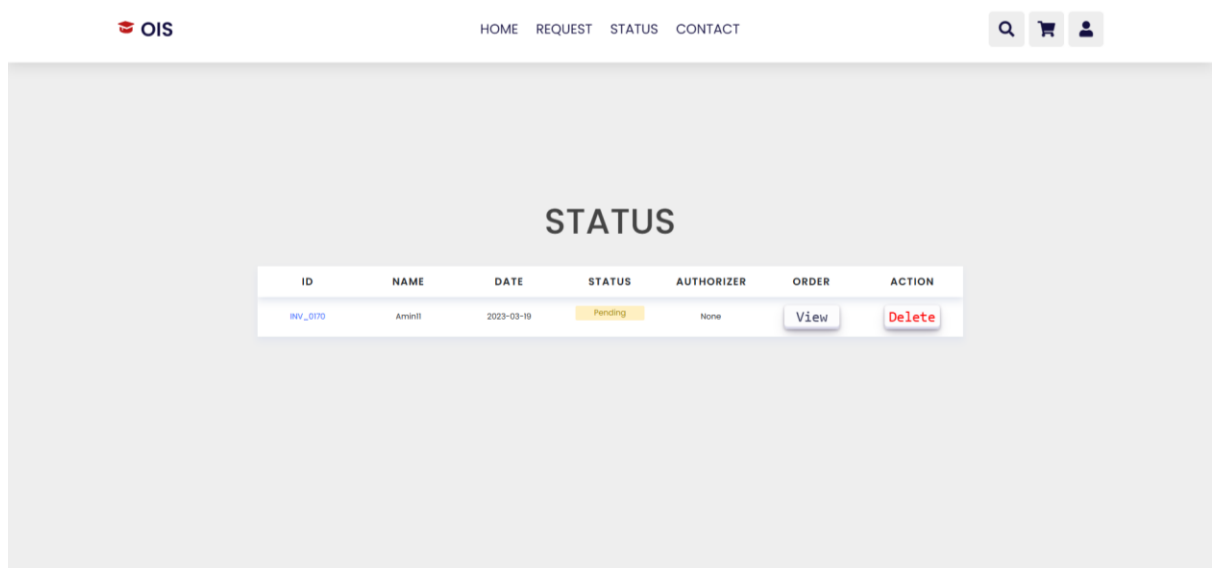 OIS HOME REQUEST STATUS CONTACT
STATUS
ID NAME DATE STATUS AUTHORIZER ORDER ACTION
INV_0170 Amin11 2023-03-19 Pending None View Delete